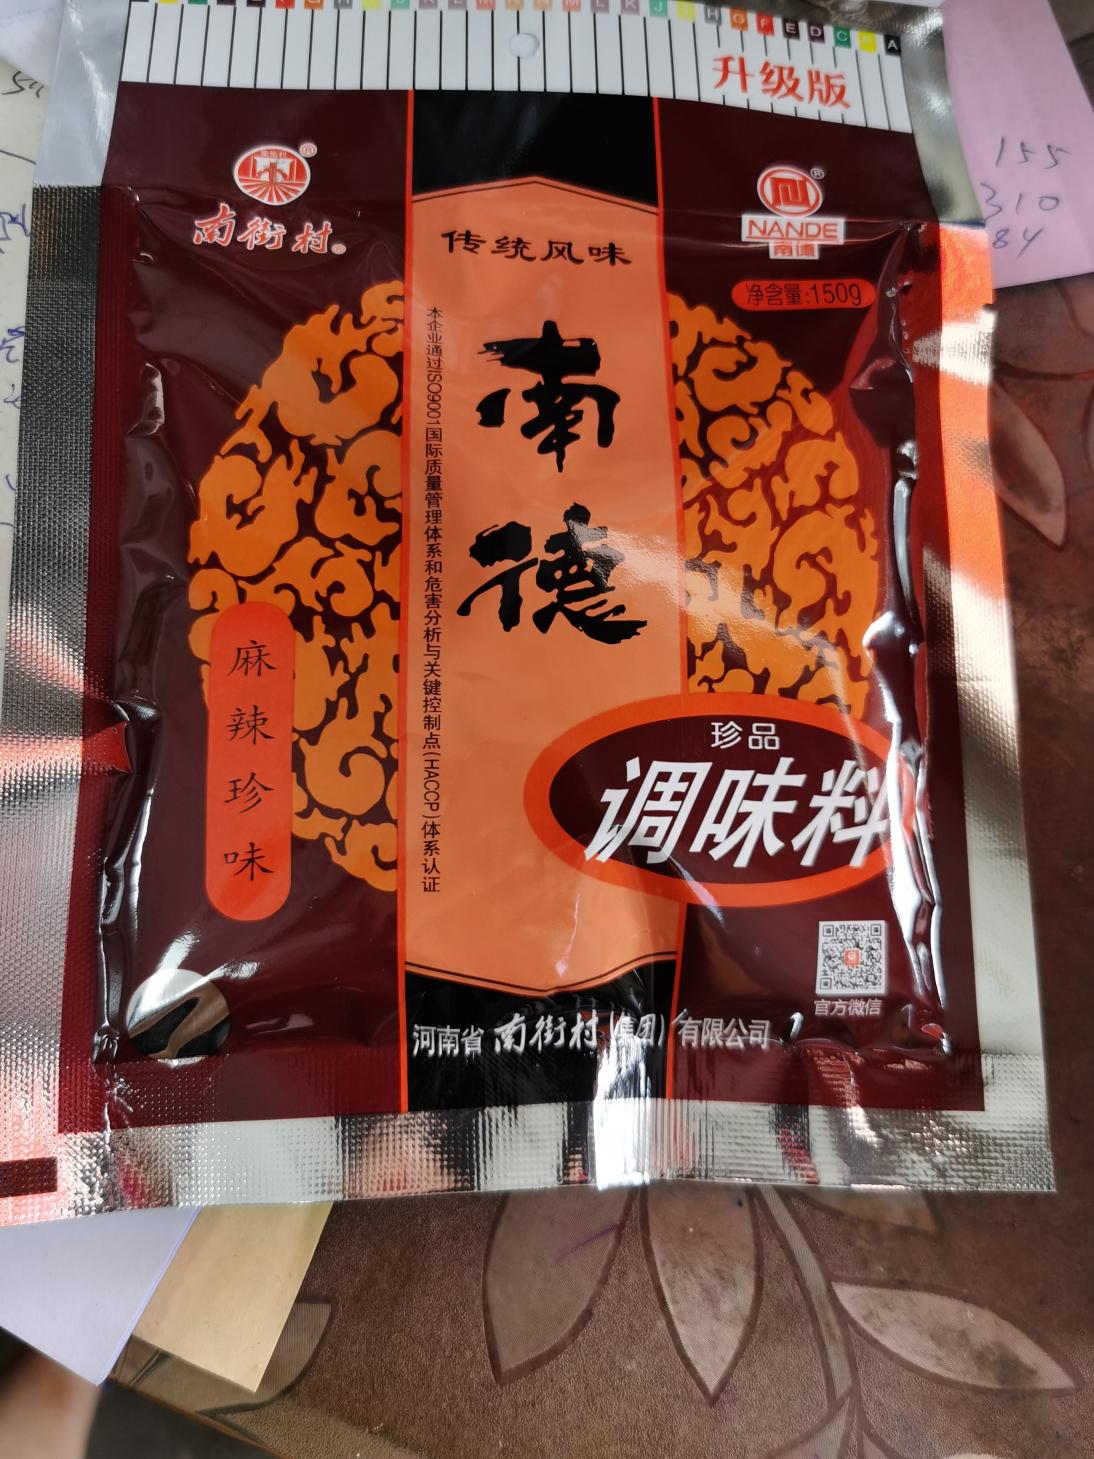 升级版
南街村
NANDE
南德
传统风味
净含量:150g
本企业通过ISO9001国际质量管理体系和危害分析与关键控制点(HACCP)体系认证
南德
麻辣珍味
珍品
调味料
官方微信
河南省南街村(集团)有限公司
155
310
84